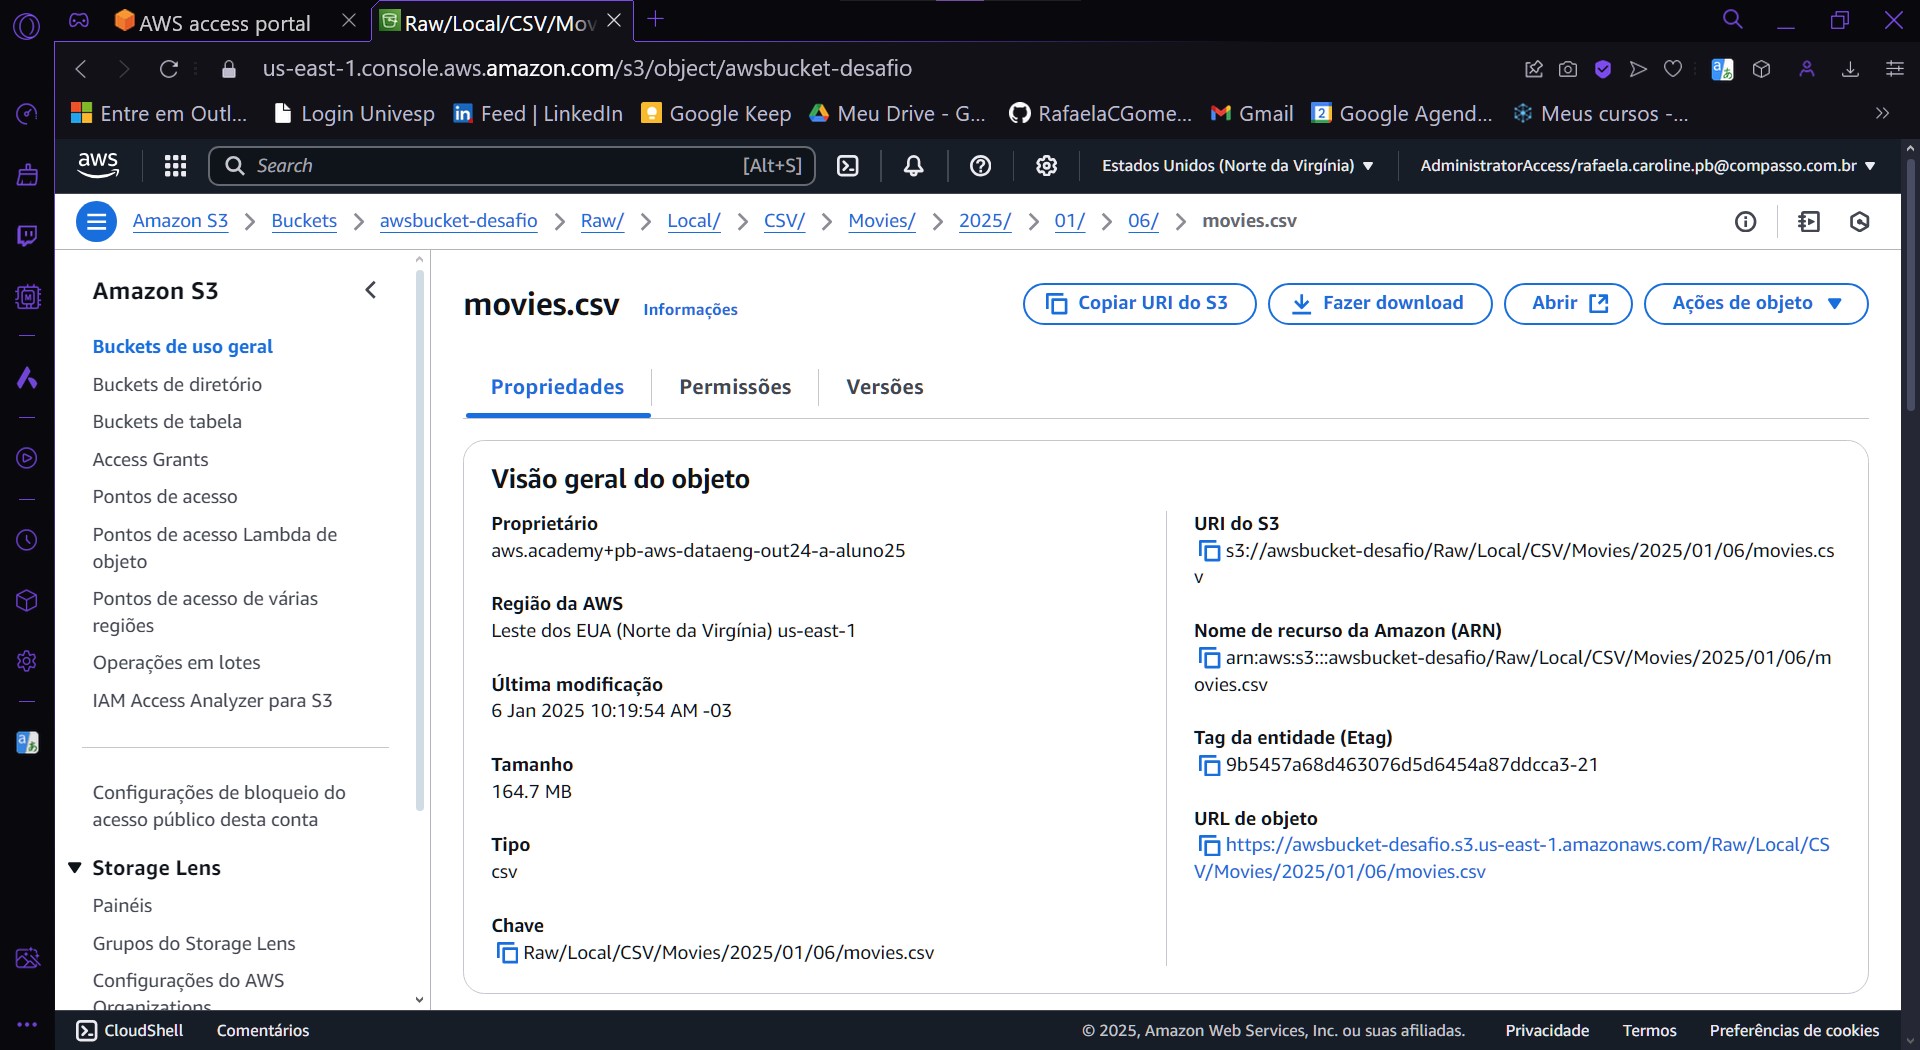 AWS access portal
Raw/Local/CSV/Mov
us-east-1.console.aws.amazon.com/s3/object/awsbucket-desafio
Entre em Outl...
Login Univesp
Feed | LinkedIn
Google Keep
Meu Drive - G...
RafaelaCGome...
Gmail
Google Agend...
Meus cursos -...
aws
Search
[Alt+S]
Estados Unidos (Norte da Virgínia)
AdministratorAccess/rafaela.caroline.pb@compasso.com.br
Amazon S3
Buckets
awsbucket-desafio
Raw/
Local/
CSV/
Movies/
2025/
01/
06/
movies.csv
Amazon S3
Buckets de uso geral
Buckets de diretório
Buckets de tabela
Access Grants
Pontos de acesso
Pontos de acesso Lambda de
objeto
Pontos de acesso de várias
regiões
Operações em lotes
IAM Access Analyzer para S3
Configurações de bloqueio do
acesso público desta conta
Storage Lens
Painéis
Grupos do Storage Lens
Configurações do AWS
Organizations
movies.csv
Informações
Copiar URI do S3
Fazer download
Abrir
Ações de objeto
Propriedades
Permissões
Versões
Visão geral do objeto
Proprietário
aws.academy+pb-aws-dataeng-out24-a-aluno25
Região da AWS
Leste dos EUA (Norte da Virgínia) us-east-1
Última modificação
6 Jan 2025 10:19:54 AM -03
Tamanho
164.7 MB
Tipo
csv
Chave
Raw/Local/CSV/Movies/2025/01/06/movies.csv
URI do S3
s3://awsbucket-desafio/Raw/Local/CSV/Movies/2025/01/06/movies.cs
v
Nome de recurso da Amazon (ARN)
arn:aws:s3:::awsbucket-desafio/Raw/Local/CSV/Movies/2025/01/06/m
ovies.csv
Tag da entidade (Etag)
9b5457a68d463076d5d6454a87ddcca3-21
URL de objeto
https://awsbucket-desafio.s3.us-east-1.amazonaws.com/Raw/Local/CS
V/Movies/2025/01/06/movies.csv
CloudShell
Comentários
© 2025, Amazon Web Services, Inc. ou suas afiliadas.
Privacidade
Termos
Preferências de cookies